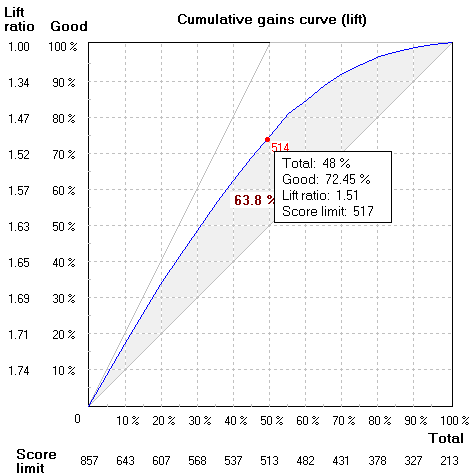 Cumulative gains curve (lift)
Lift
ratio
Good
1.00 100 %
1.34 90 %
1.47 80 %
1.52 70 %
1.57 60 %
1.63 50 %
1.65 40 %
1.69 30 %
1.71 20 %
1.74 10 %
514
Total: 48 %
Good: 72.45 %
Lift ratio: 1.51
Score limit: 517
63.8 %
0 10 % 20 % 30 % 40 % 50 % 60 % 70 % 80 % 90 % 100 %
Total
Score
limit
857 643 607 568 537 513 482 431 378 327 213